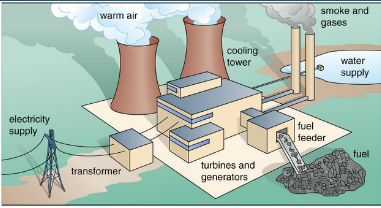 warm air
smoke and
gases
cooling
tower
water
supply
electricity
supply
fuel
feeder
fuel
transformer
turbines and
generators